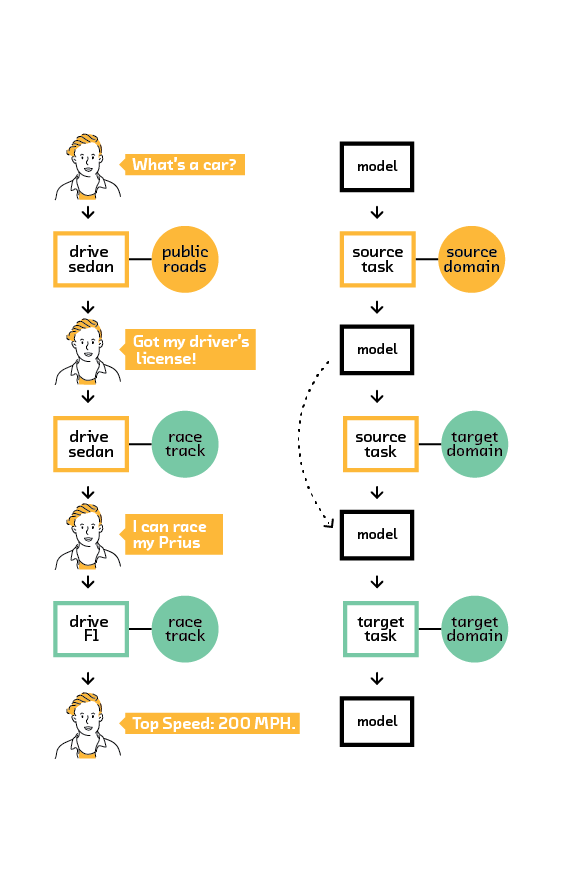 What's a car?
drive
sedan
public
roads
Got my driver's
license!
drive
sedan
race
track
I can race
my Prius
drive
F1
race
track
Top Speed: 200 MPH.
model
source
task
source
domain
model
source
task
target
domain
model
target
task
target
domain
model